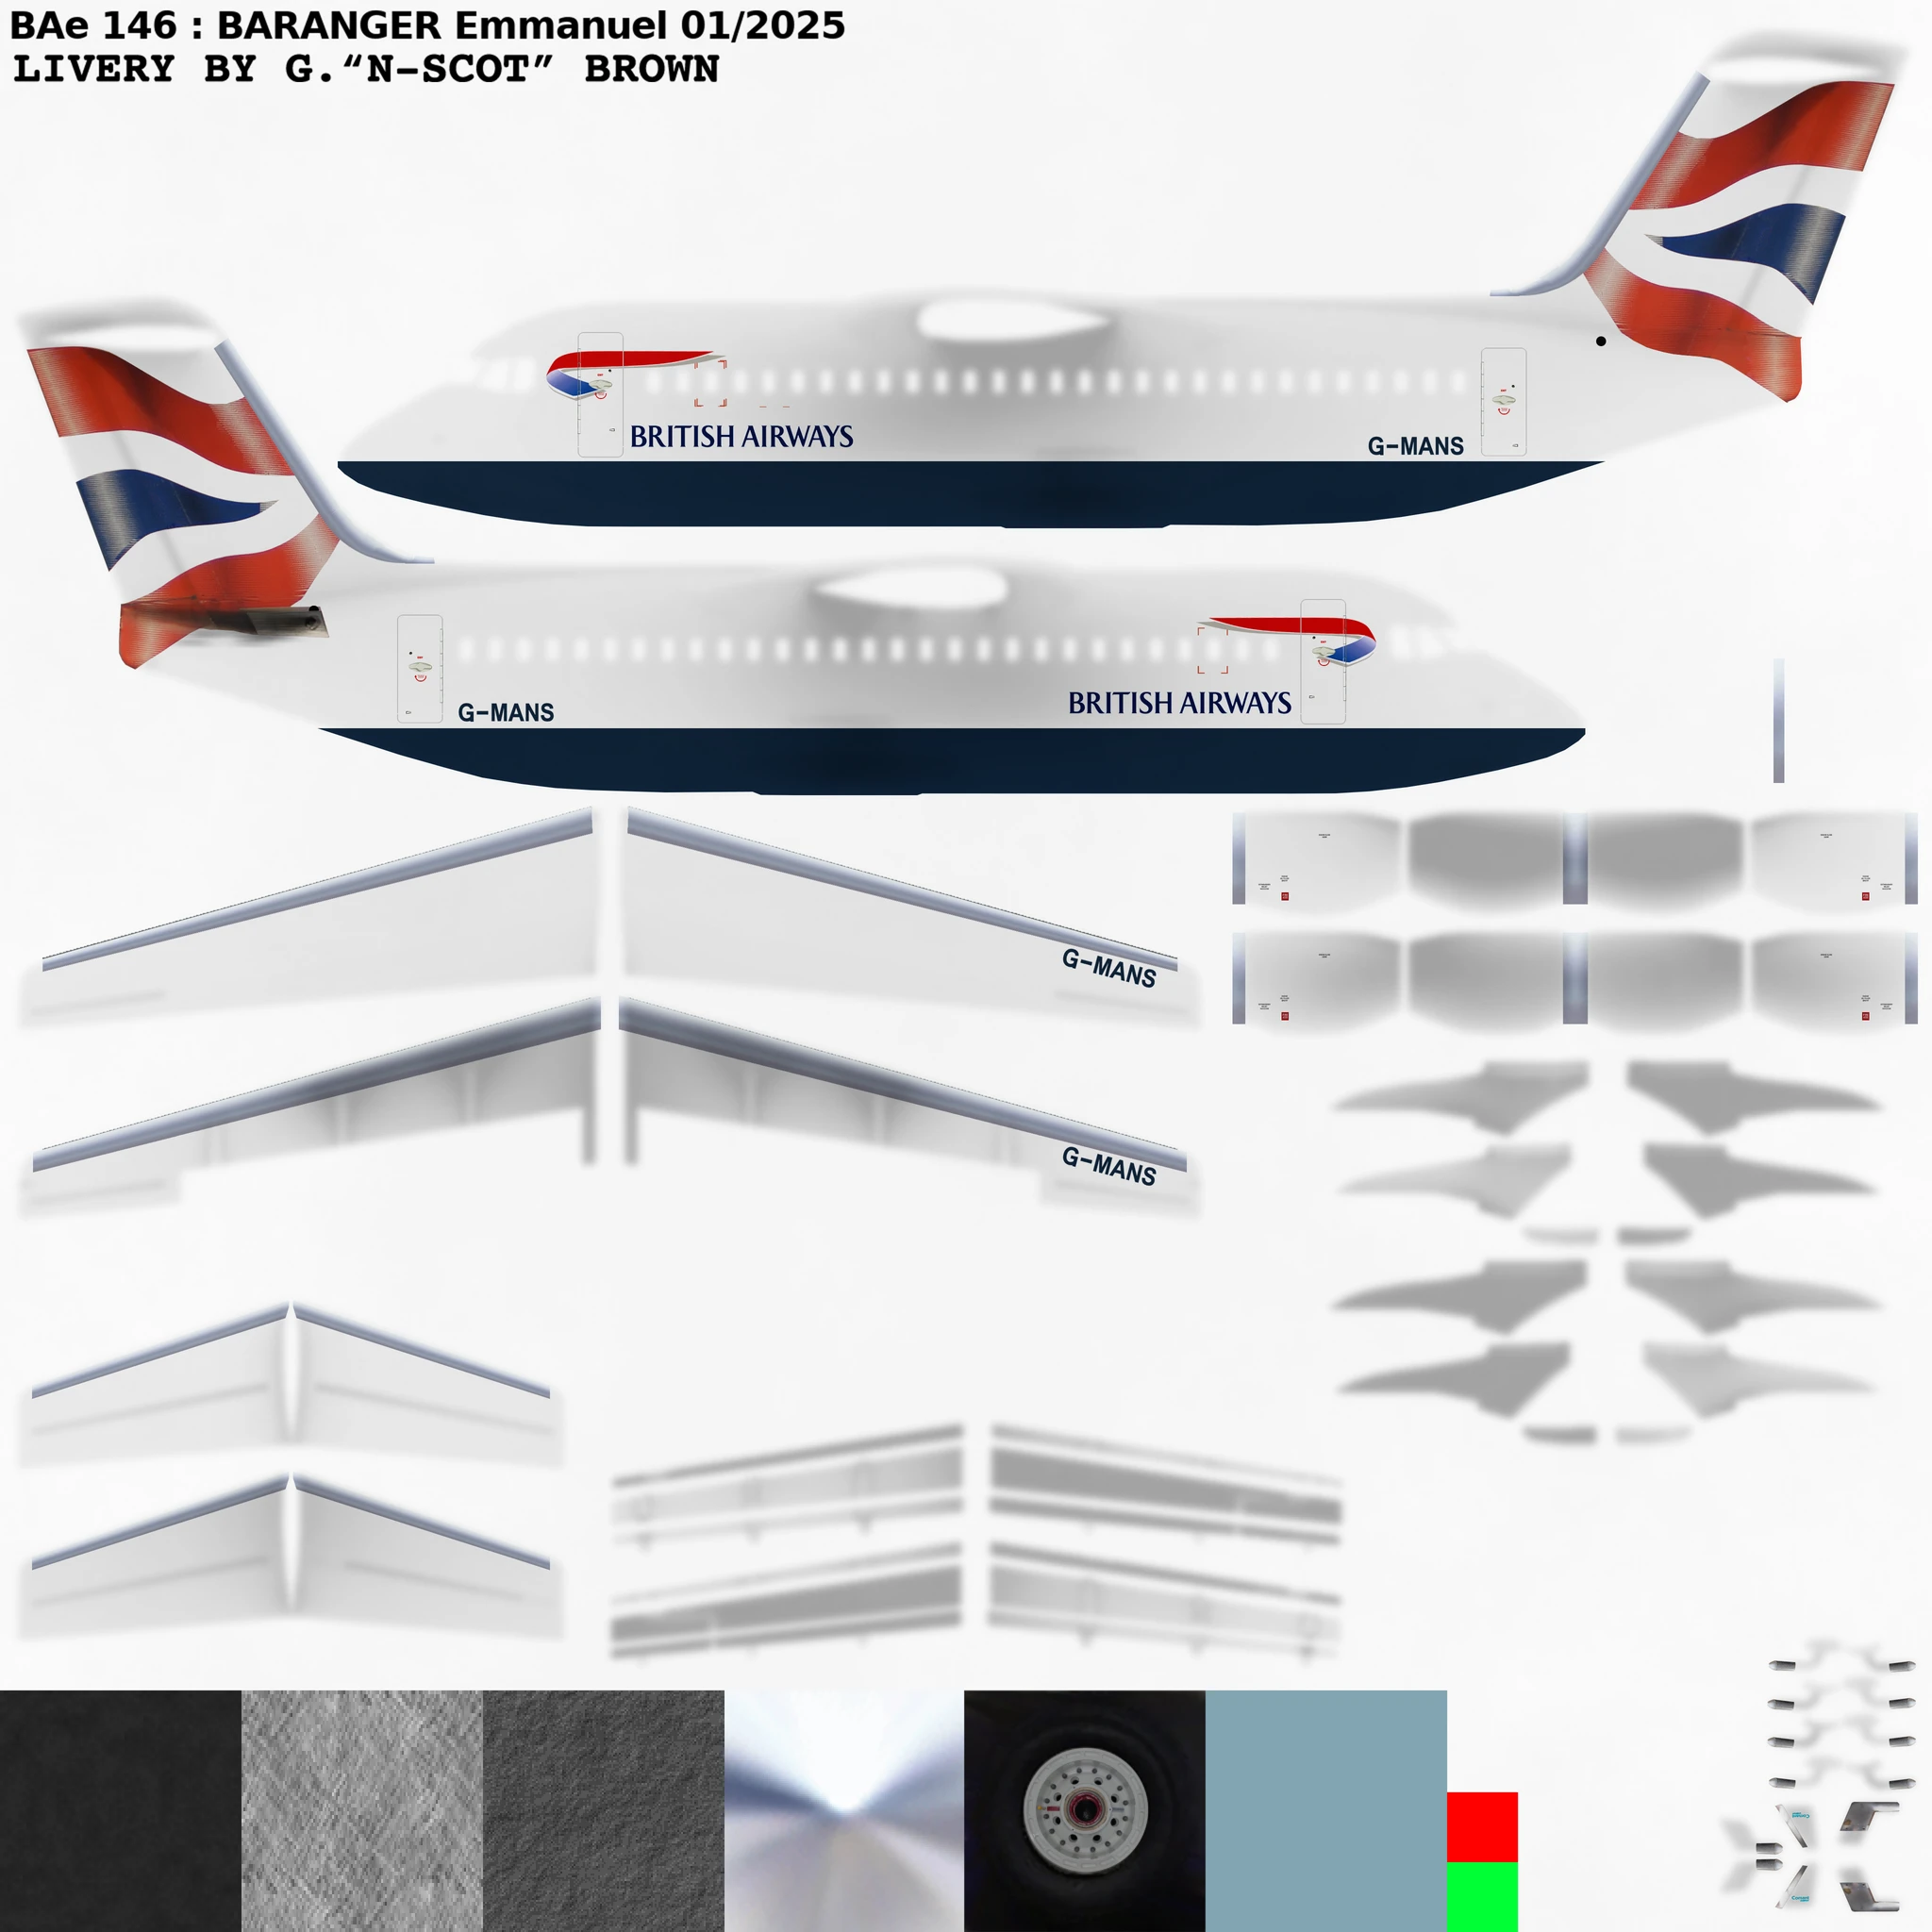 BAe 146 : BARANGER Emmanuel 01/2025
LIVERY BY G.“N-SCOT” BROWN
BRITISH AIRWAYS
G-MANS
G-MANS
BRITISH AIRWAYS
G-MANS
G-MANS